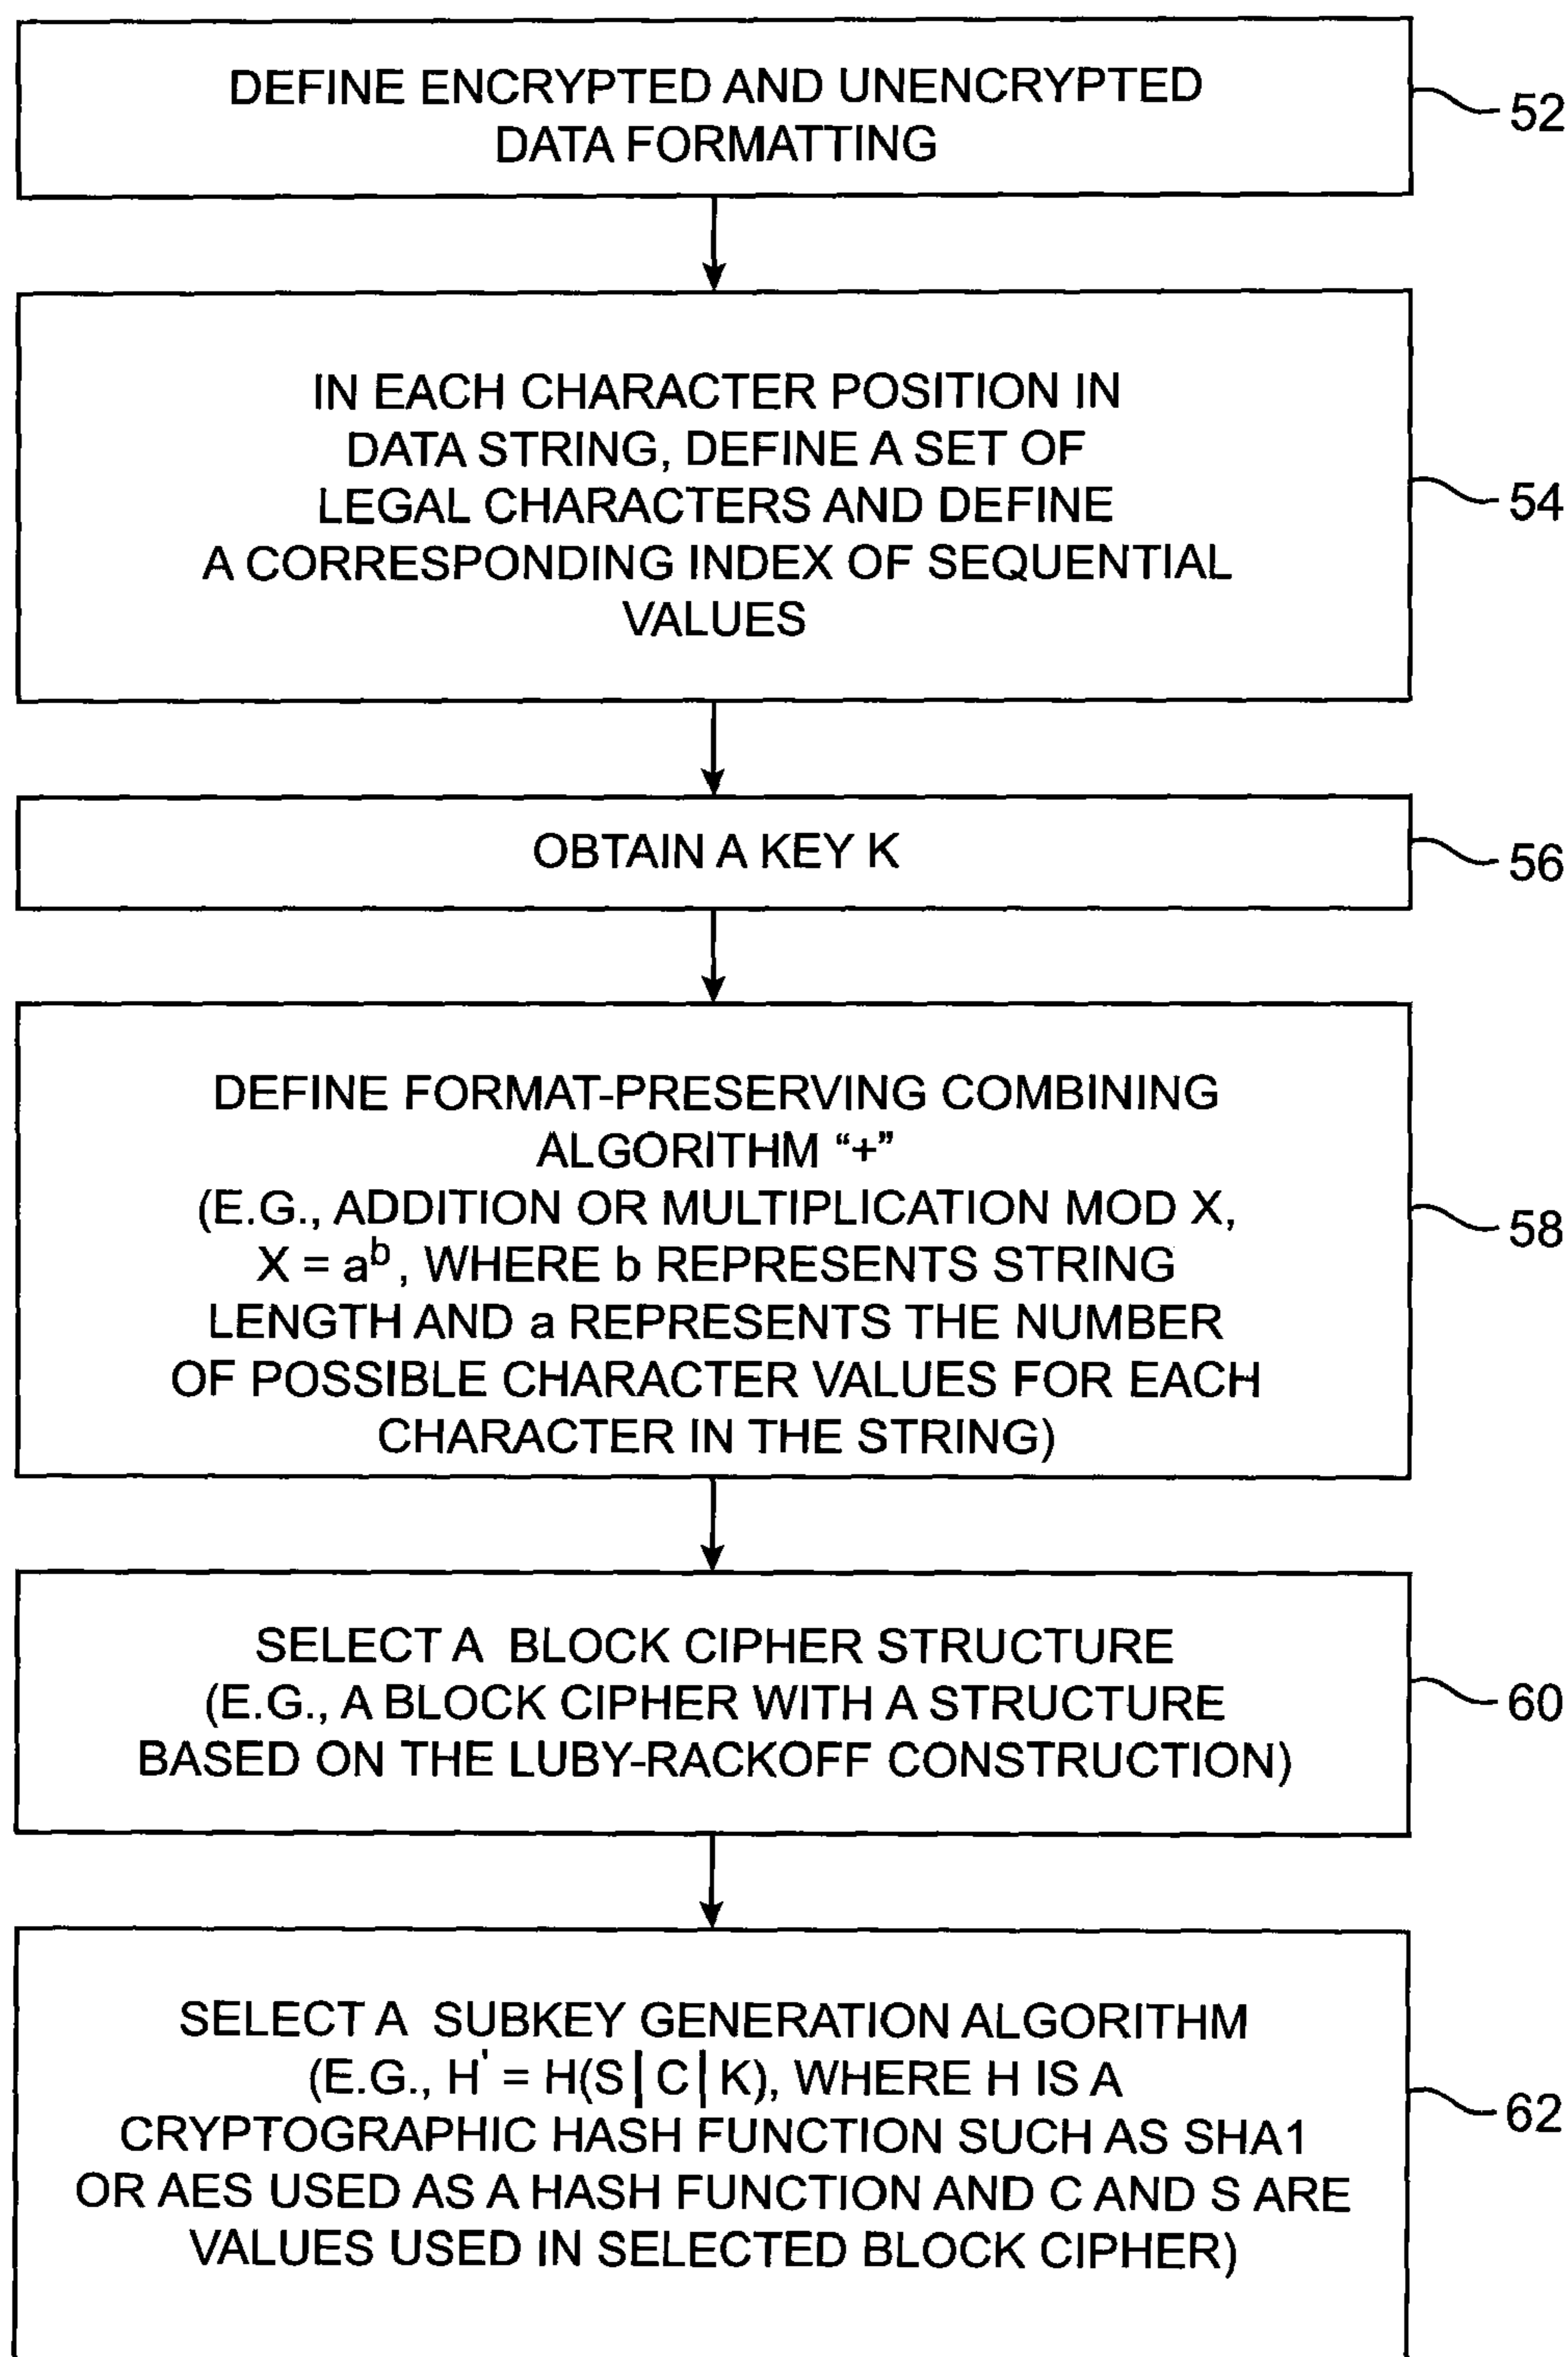 DEFINE ENCRYPTED AND UNENCRYPTED
DATA FORMATTING
52
IN EACH CHARACTER POSITION IN
DATA STRING, DEFINE A SET OF
LEGAL CHARACTERS AND DEFINE
A CORRESPONDING INDEX OF SEQUENTIAL
VALUES
54
OBTAIN A KEY K
56
DEFINE FORMAT-PRESERVING COMBINING
ALGORITHM “+”
(E.G., ADDITION OR MULTIPLICATION MOD X,
X = a^b, WHERE b REPRESENTS STRING
LENGTH AND a REPRESENTS THE NUMBER
OF POSSIBLE CHARACTER VALUES FOR EACH
CHARACTER IN THE STRING)
58
SELECT A BLOCK CIPHER STRUCTURE
(E.G., A BLOCK CIPHER WITH A STRUCTURE
BASED ON THE LUBY-RACKOFF CONSTRUCTION)
60
SELECT A SUBKEY GENERATION ALGORITHM
(E.G., H' = H(S|C|K), WHERE H IS A
CRYPTOGRAPHIC HASH FUNCTION SUCH AS SHA1
OR AES USED AS A HASH FUNCTION AND C AND S ARE
VALUES USED IN SELECTED BLOCK CIPHER)
62